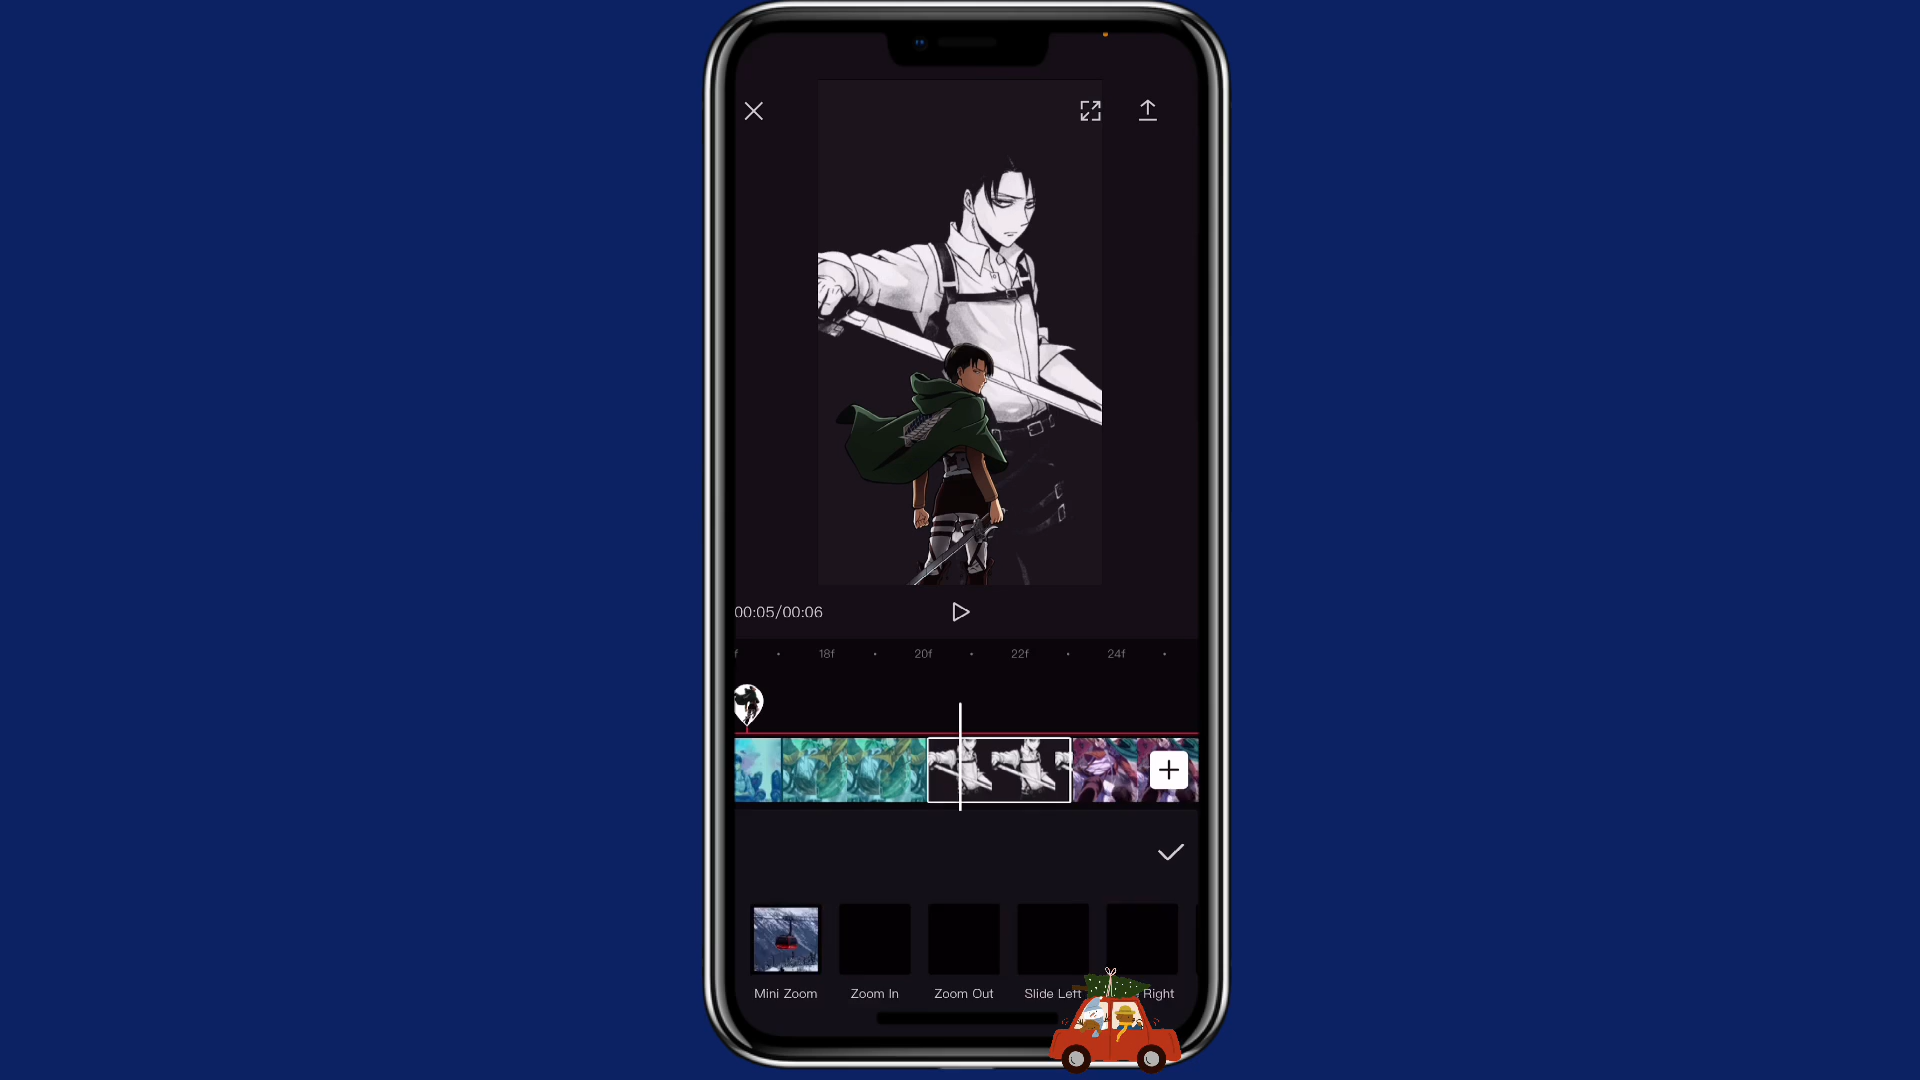 00:05/00:06
f 18f 20f 22f 24f
Mini Zoom Zoom In Zoom Out Slide Left Right